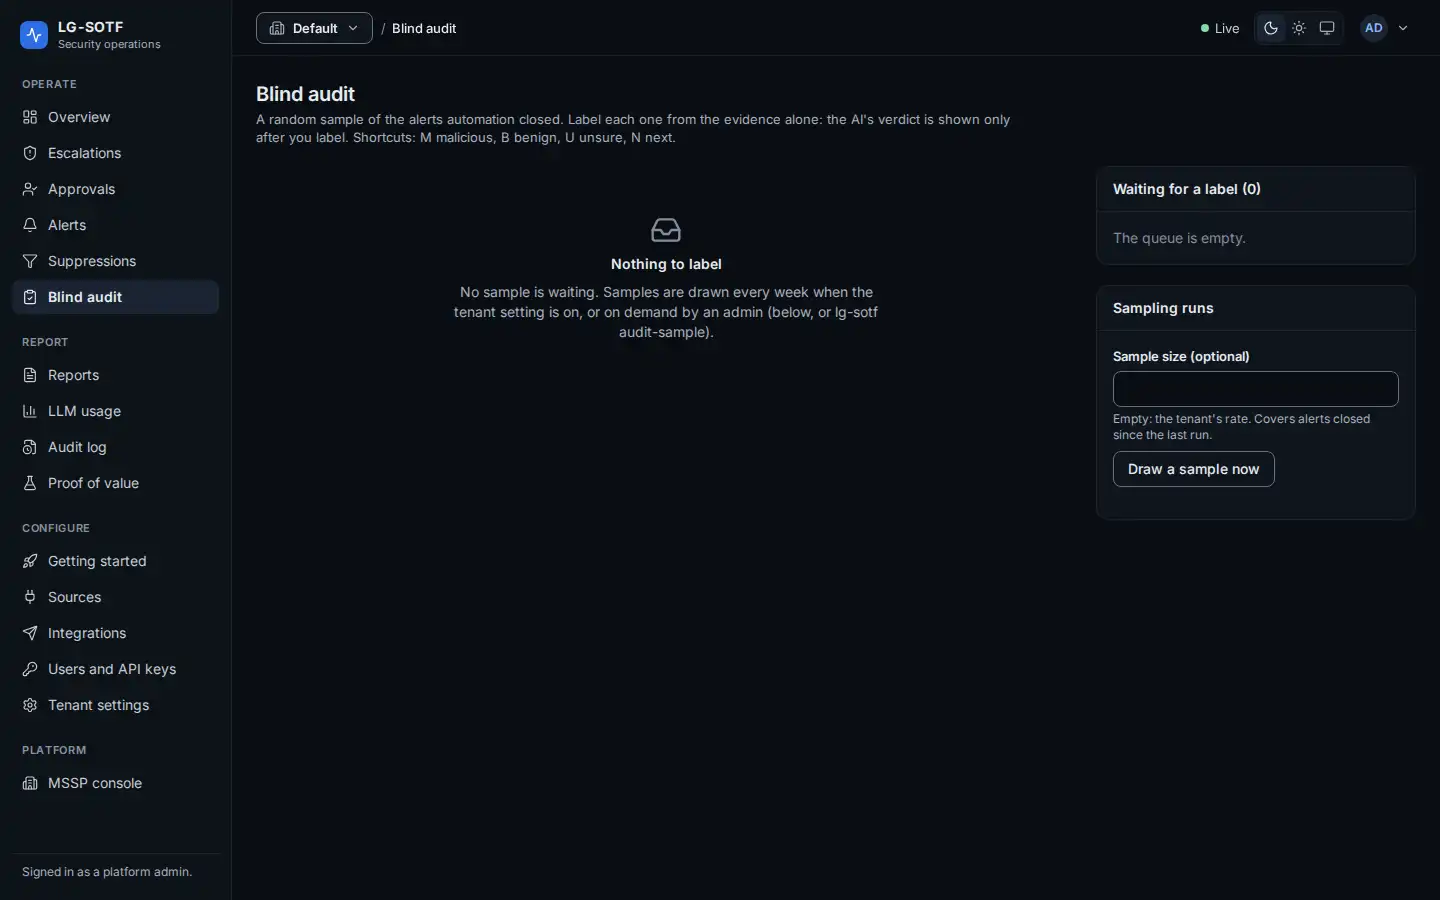 LG-SOTF
Security operations
OPERATE
Overview
Escalations
Approvals
Alerts
Suppressions
Blind audit
REPORT
Reports
LLM usage
Audit log
Proof of value
CONFIGURE
Getting started
Sources
Integrations
Users and API keys
Tenant settings
PLATFORM
MSSP console
Signed in as a platform admin.
Default / Blind audit
Live
AD
Blind audit
A random sample of the alerts automation closed. Label each one from the evidence alone: the AI's verdict is shown only
after you label. Shortcuts: M malicious, B benign, U unsure, N next.
Nothing to label
No sample is waiting. Samples are drawn every week when the
tenant setting is on, or on demand by an admin (below, or lg-sotf
audit-sample).
Waiting for a label (0)
The queue is empty.
Sampling runs
Sample size (optional)
Empty: the tenant's rate. Covers alerts closed
since the last run.
Draw a sample now